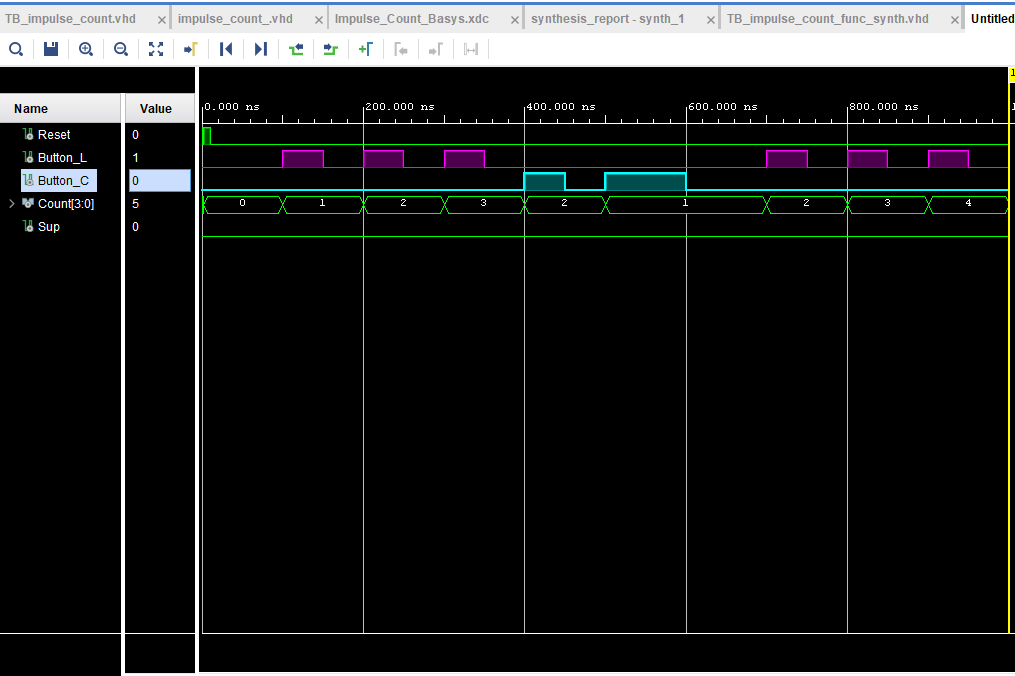 TB_impulse_count.vhd × impulse_count_.vhd × Impulse_Count_Basys.xdc × synthesis_report - synth_1 × TB_impulse_count_func_synth.vhd × Untitled
1
0.000 ns 200.000 ns 400.000 ns 600.000 ns 800.000 ns 1
Name Value
Reset 0
Button_L 1
Button_C 0
Count[3:0] 5 0 1 2 3 2 1 2 3 4
Sup 0